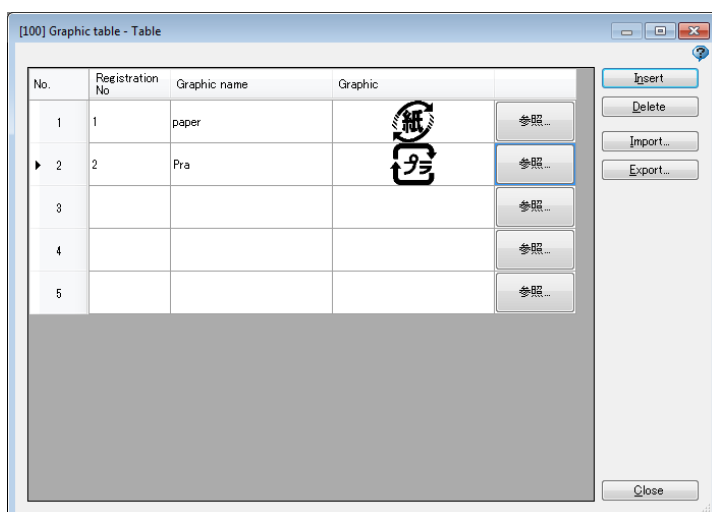 [100] Graphic table - Table
No.
Registration
No
Graphic name
Graphic
1
1
paper
紙
参照...
2
2
Pra
プラ
参照...
3
参照...
4
参照...
5
参照...
Insert
Delete
Import...
Export...
Close